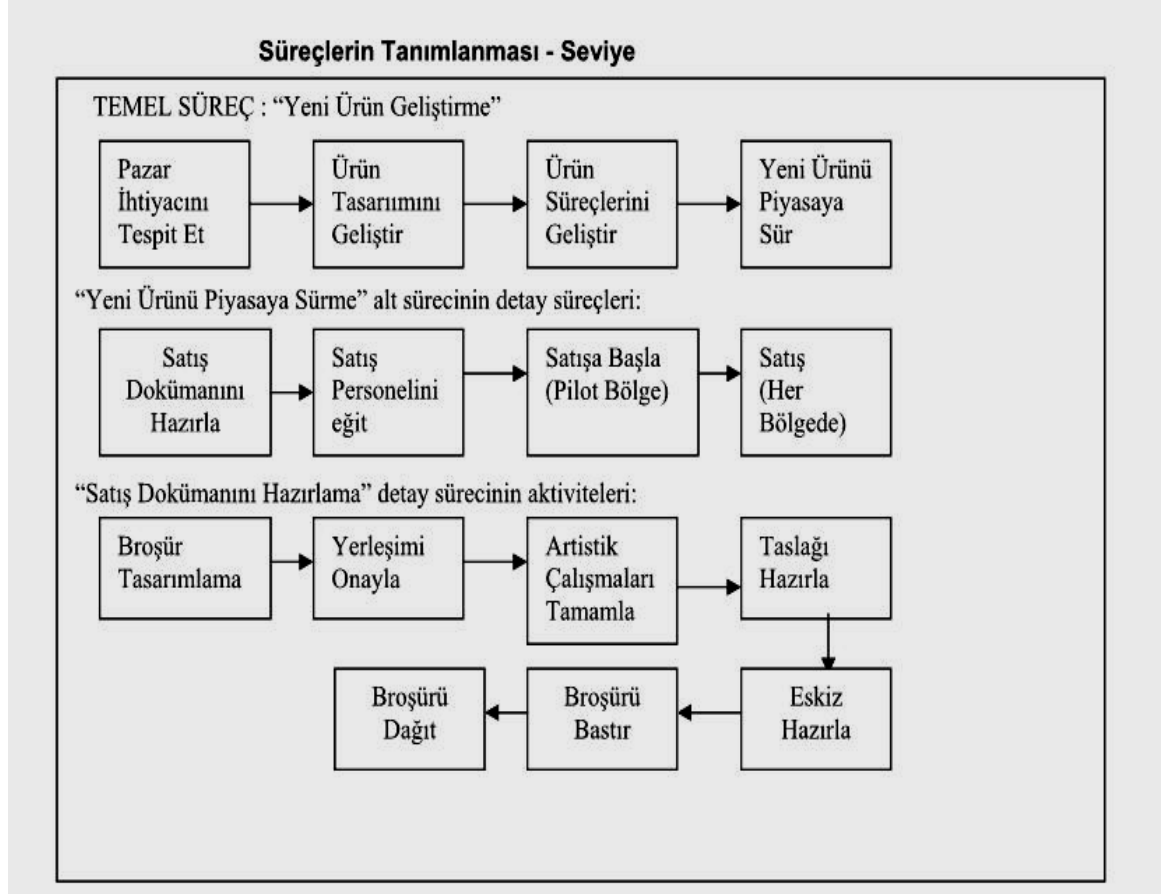 Süreçlerin Tanımlanması - Seviye
TEMEL SÜREÇ : “Yeni Ürün Geliştirme”
Pazar
İhtiyacını
Tespit Et
Ürün
Tasarıımını
Geliştir
Ürün
Süreçlerini
Geliştir
Yeni Ürünü
Piyasaya
Sür
“Yeni Ürünü Piyasaya Sürme” alt sürecinin detay süreçleri:
Satış
Dokümanını
Hazırla
Satış
Personelini
eğit
Satışa Başla
(Pilot Bölge)
Satış
(Her
Bölgede)
“Satış Dokümanını Hazırlama” detay sürecinin aktiviteleri:
Broşür
Tasarımlama
Yerleşimi
Onayla
Artistik
Çalışmaları
Tamamla
Taslağı
Hazırla
Eskiz
Hazırla
Broşürü
Bastır
Broşürü
Dağıt